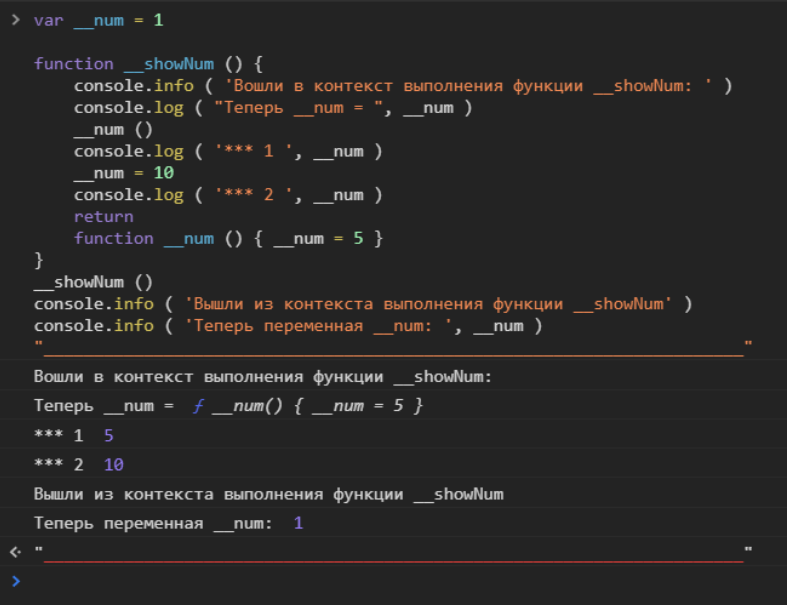 > var __num = 1
function __showNum () {
console.info ( 'Вошли в контекст выполнения функции __showNum: ' )
console.log ( "Теперь __num = ", __num )
__num ()
console.log ( '*** 1 ', __num )
__num = 10
console.log ( '*** 2 ', __num )
return
function __num () { __num = 5 }
}
__showNum ()
console.info ( 'Вышли из контекста выполнения функции __showNum' )
console.info ( 'Теперь переменная __num: ', __num )
"______________________________________________________________________"
Вошли в контекст выполнения функции __showNum:
Теперь __num = ƒ __num() { __num = 5 }
*** 1 5
*** 2 10
Вышли из контекста выполнения функции __showNum
Теперь переменная __num: 1
"______________________________________________________________________"
>